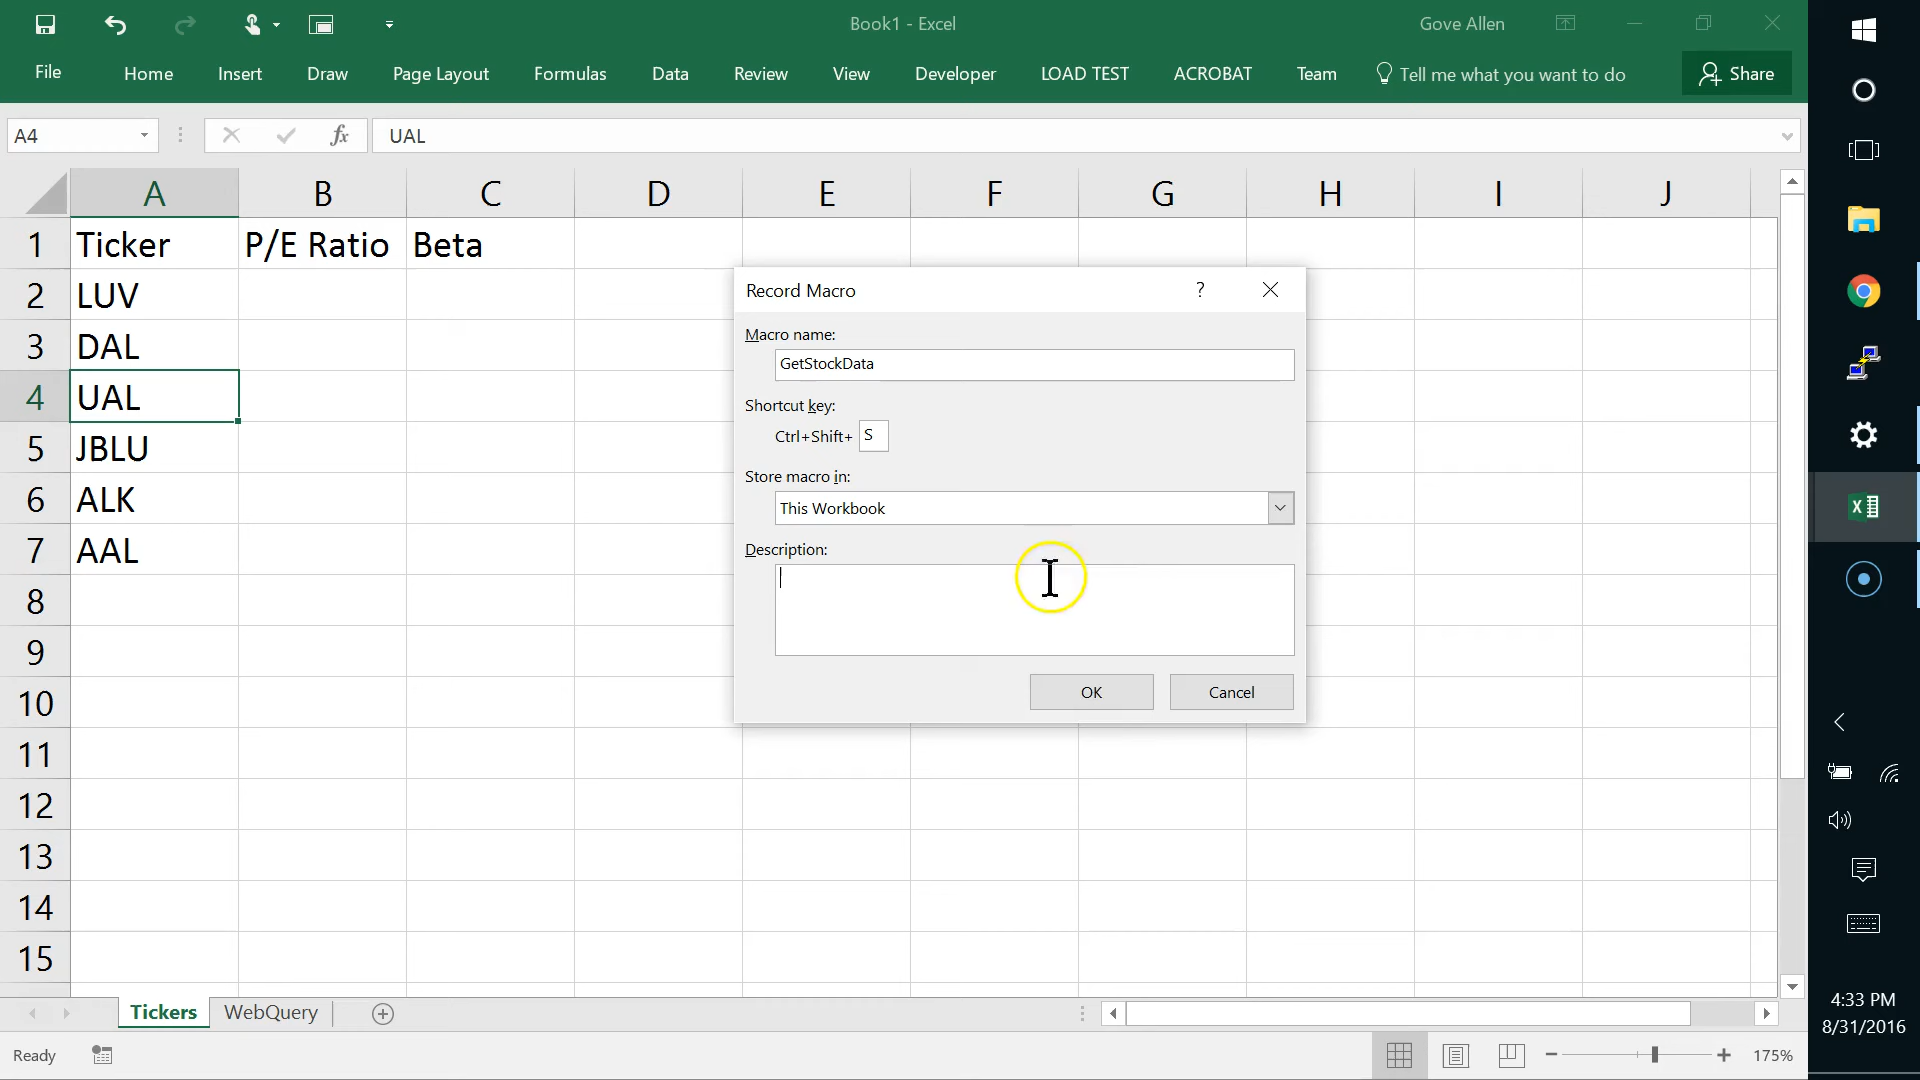 Book1 - Excel
Gove Allen
File Home Insert Draw Page Layout Formulas Data Review View Developer LOAD TEST ACROBAT Team Tell me what you want to do Share
A4 fx UAL
A B C D E F G H I J
1 Ticker P/E Ratio Beta
2 LUV
3 DAL
4 UAL
5 JBLU
6 ALK
7 AAL
8
9
10
11
12
13
14
15
Record Macro ?
Macro name:
GetStockData
Shortcut key:
Ctrl+Shift+ S
Store macro in:
This Workbook
Description:
OK Cancel
Tickers WebQuery
Ready 175%
4:33 PM
8/31/2016